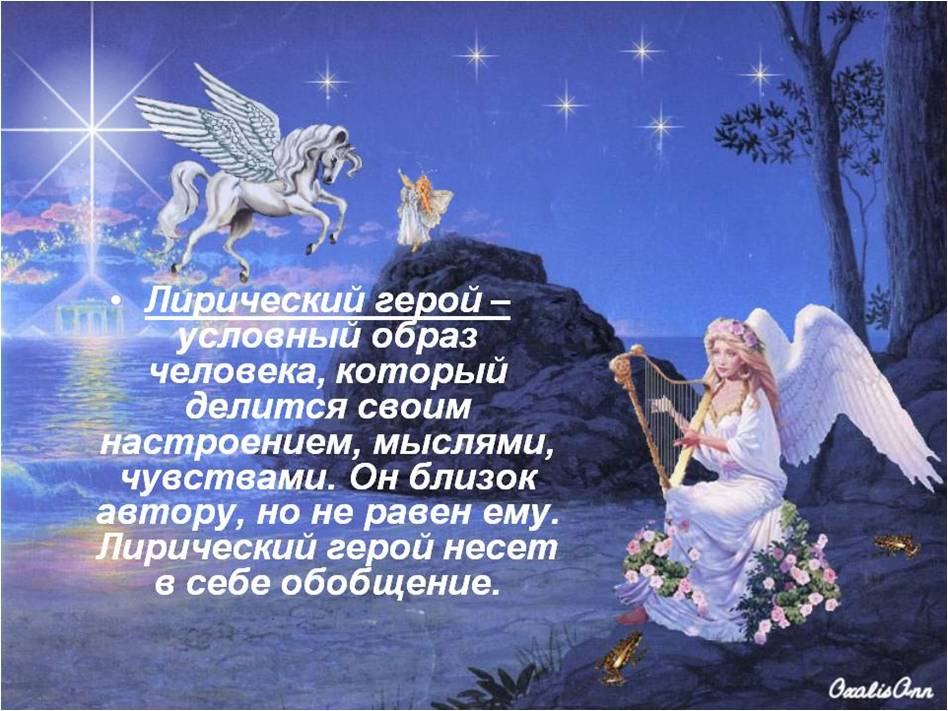 • Лирический герой –
условный образ
человека, который
делится своим
настроением, мыслями,
чувствами. Он близок
автору, но не равен ему.
Лирический герой несет
в себе обобщение.
OxalisAnn